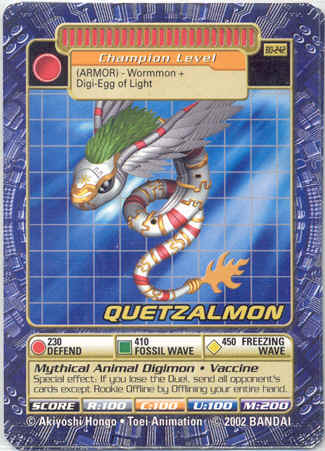 BO-242
Champion Level
(ARMOR) - Wormmon +
Digi-Egg of Light
QUETZALMON
230 DEFEND
410 FOSSIL WAVE
450 FREEZING WAVE
Mythical Animal Digimon • Vaccine
Special effect: If you lose the Duel, send all opponent's
cards except Rookie Offline by Offlining your entire hand.
SCORE R:100 C:100 U:100 M:200
© Akiyoshi Hongo • Toei Animation • © 2002 BANDAI